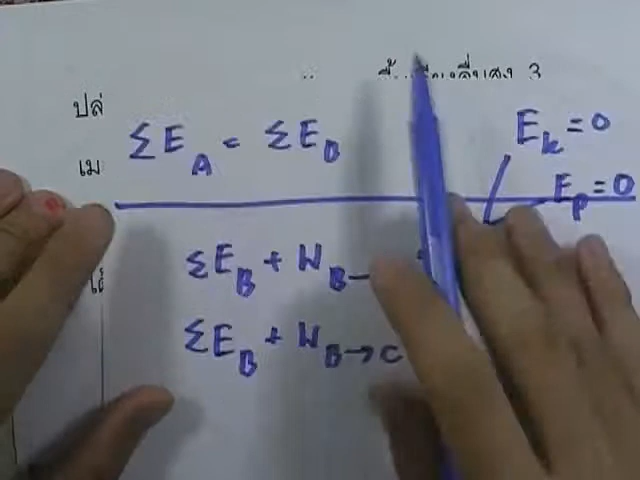 3
ปล่
ΣE_A = ΣE_B
E_k = 0
เม
E_p = 0
ΣE_B + W_B→
ΣE_B + W_B→C